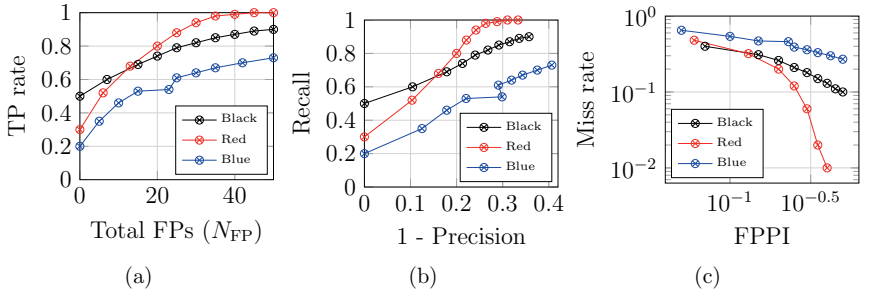 TP rate
1
0.8
0.6
0.4
0.2
0
0 20 40
Black
Red
Blue
Total FPs (N_FP)
(a)
Recall
1
0.8
0.6
0.4
0.2
0
0 0.1 0.2 0.3 0.4
Black
Red
Blue
1 - Precision
(b)
Miss rate
10^0
10^−1
10^−2
10^−1 10^−0.5
Black
Red
Blue
FPPI
(c)